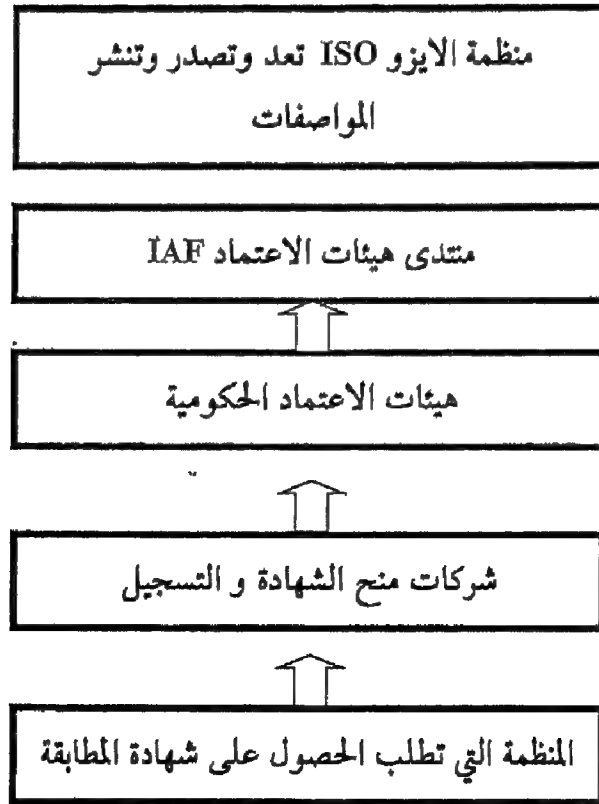 منظمة الايزو ISO تعد وتصدر وتنشر
المواصفات
منتدى هيئات الاعتماد IAF
هيئات الاعتماد الحكومية
شركات منح الشهادة و التسجيل
المنظمة التي تطلب الحصول على شهادة المطابقة